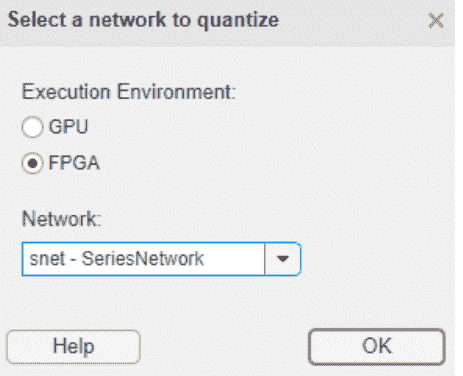 Select a network to quantize
Execution Environment:
GPU
FPGA
Network:
snet - SeriesNetwork
Help
OK